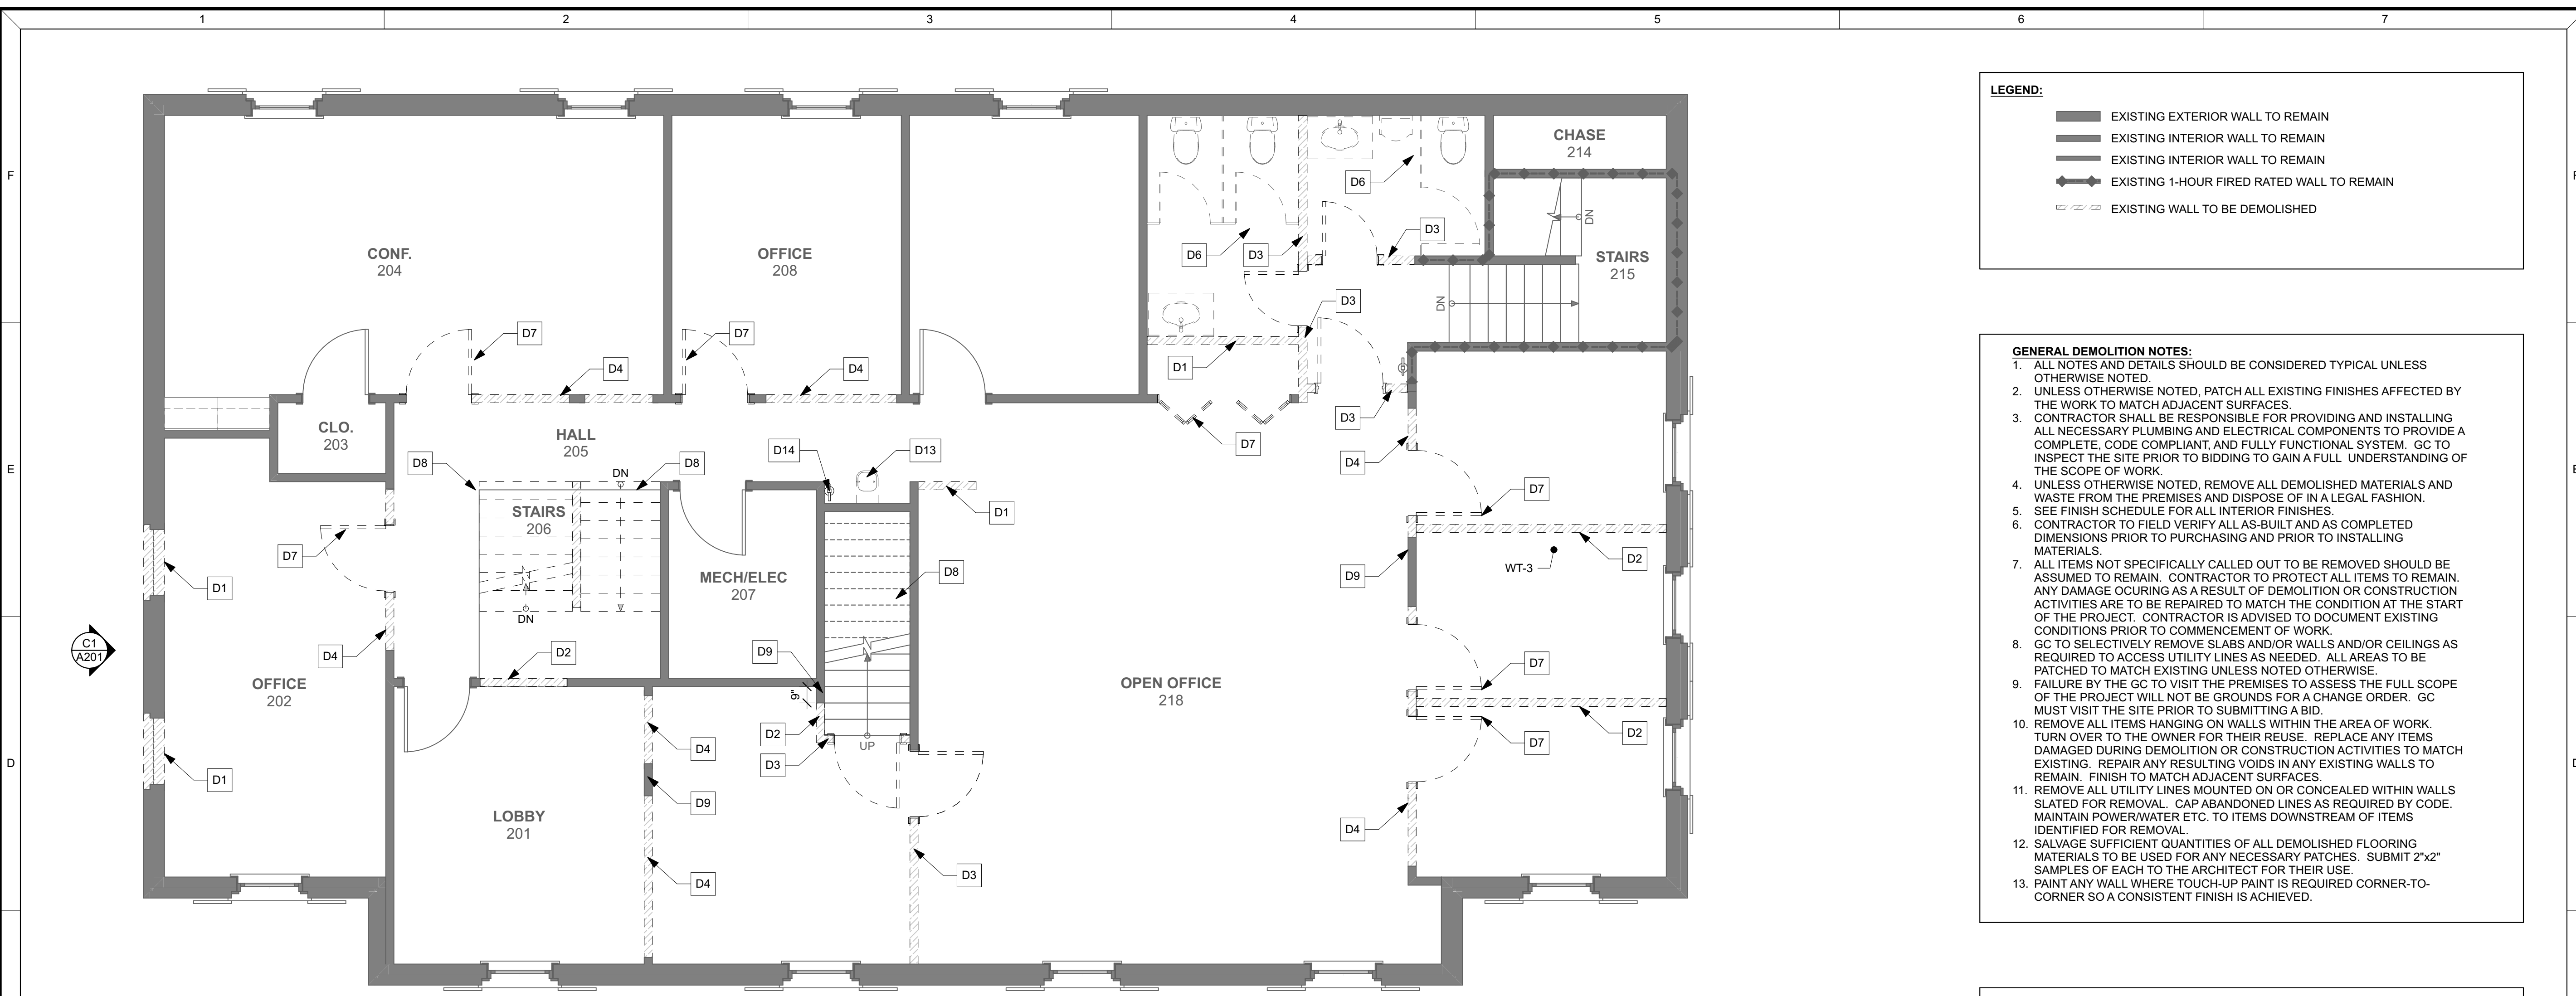 1
2
3
4
5
6
7
F
F
E
E
D
D
CONF.
204
OFFICE
208
CHASE
214
STAIRS
215
DN
DN
D6
D3
D6
D3
D3
D1
D3
D7
D7
D4
D7
D4
CLO.
203
HALL
205
D8
DN
D8
D14
D13
D1
STAIRS
206
D7
D1
DN
MECH/ELEC
207
D8
D4
D7
D9
WT-3
D2
C1
A201
D4
D2
D9
9"
OFFICE
202
OPEN OFFICE
218
D7
D2
D7
D4
D2
D3
UP
D1
D9
LOBBY
201
D4
D4
D3
LEGEND:
EXISTING EXTERIOR WALL TO REMAIN
EXISTING INTERIOR WALL TO REMAIN
EXISTING INTERIOR WALL TO REMAIN
EXISTING 1-HOUR FIRED RATED WALL TO REMAIN
EXISTING WALL TO BE DEMOLISHED
GENERAL DEMOLITION NOTES:
1. ALL NOTES AND DETAILS SHOULD BE CONSIDERED TYPICAL UNLESS
OTHERWISE NOTED.
2. UNLESS OTHERWISE NOTED, PATCH ALL EXISTING FINISHES AFFECTED BY
THE WORK TO MATCH ADJACENT SURFACES.
3. CONTRACTOR SHALL BE RESPONSIBLE FOR PROVIDING AND INSTALLING
ALL NECESSARY PLUMBING AND ELECTRICAL COMPONENTS TO PROVIDE A
COMPLETE, CODE COMPLIANT, AND FULLY FUNCTIONAL SYSTEM. GC TO
INSPECT THE SITE PRIOR TO BIDDING TO GAIN A FULL UNDERSTANDING OF
THE SCOPE OF WORK.
4. UNLESS OTHERWISE NOTED, REMOVE ALL DEMOLISHED MATERIALS AND
WASTE FROM THE PREMISES AND DISPOSE OF IN A LEGAL FASHION.
5. SEE FINISH SCHEDULE FOR ALL INTERIOR FINISHES.
6. CONTRACTOR TO FIELD VERIFY ALL AS-BUILT AND AS COMPLETED
DIMENSIONS PRIOR TO PURCHASING AND PRIOR TO INSTALLING
MATERIALS.
7. ALL ITEMS NOT SPECIFICALLY CALLED OUT TO BE REMOVED SHOULD BE
ASSUMED TO REMAIN. CONTRACTOR TO PROTECT ALL ITEMS TO REMAIN.
ANY DAMAGE OCURING AS A RESULT OF DEMOLITION OR CONSTRUCTION
ACTIVITIES ARE TO BE REPAIRED TO MATCH THE CONDITION AT THE START
OF THE PROJECT. CONTRACTOR IS ADVISED TO DOCUMENT EXISTING
CONDITIONS PRIOR TO COMMENCEMENT OF WORK.
8. GC TO SELECTIVELY REMOVE SLABS AND/OR WALLS AND/OR CEILINGS AS
REQUIRED TO ACCESS UTILITY LINES AS NEEDED. ALL AREAS TO BE
PATCHED TO MATCH EXISTING UNLESS NOTED OTHERWISE.
9. FAILURE BY THE GC TO VISIT THE PREMISES TO ASSESS THE FULL SCOPE
OF THE PROJECT WILL NOT BE GROUNDS FOR A CHANGE ORDER. GC
MUST VISIT THE SITE PRIOR TO SUBMITTING A BID.
10. REMOVE ALL ITEMS HANGING ON WALLS WITHIN THE AREA OF WORK.
TURN OVER TO THE OWNER FOR THEIR REUSE. REPLACE ANY ITEMS
DAMAGED DURING DEMOLITION OR CONSTRUCTION ACTIVITIES TO MATCH
EXISTING. REPAIR ANY RESULTING VOIDS IN ANY EXISTING WALLS TO
REMAIN. FINISH TO MATCH ADJACENT SURFACES.
11. REMOVE ALL UTILITY LINES MOUNTED ON OR CONCEALED WITHIN WALLS
SLATED FOR REMOVAL. CAP ABANDONED LINES AS REQUIRED BY CODE.
MAINTAIN POWER/WATER ETC. TO ITEMS DOWNSTREAM OF ITEMS
IDENTIFIED FOR REMOVAL.
12. SALVAGE SUFFICIENT QUANTITIES OF ALL DEMOLISHED FLOORING
MATERIALS TO BE USED FOR ANY NECESSARY PATCHES. SUBMIT 2"x2"
SAMPLES OF EACH TO THE ARCHITECT FOR THEIR USE.
13. PAINT ANY WALL WHERE TOUCH-UP PAINT IS REQUIRED CORNER-TO-
CORNER SO A CONSISTENT FINISH IS ACHIEVED.